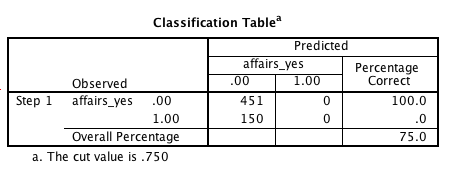 Classification Tableª
Predicted
affairs_yes Percentage
Observed .00 1.00 Correct
Step 1 affairs_yes .00 451 0 100.0
1.00 150 0 .0
Overall Percentage 75.0
a. The cut value is .750